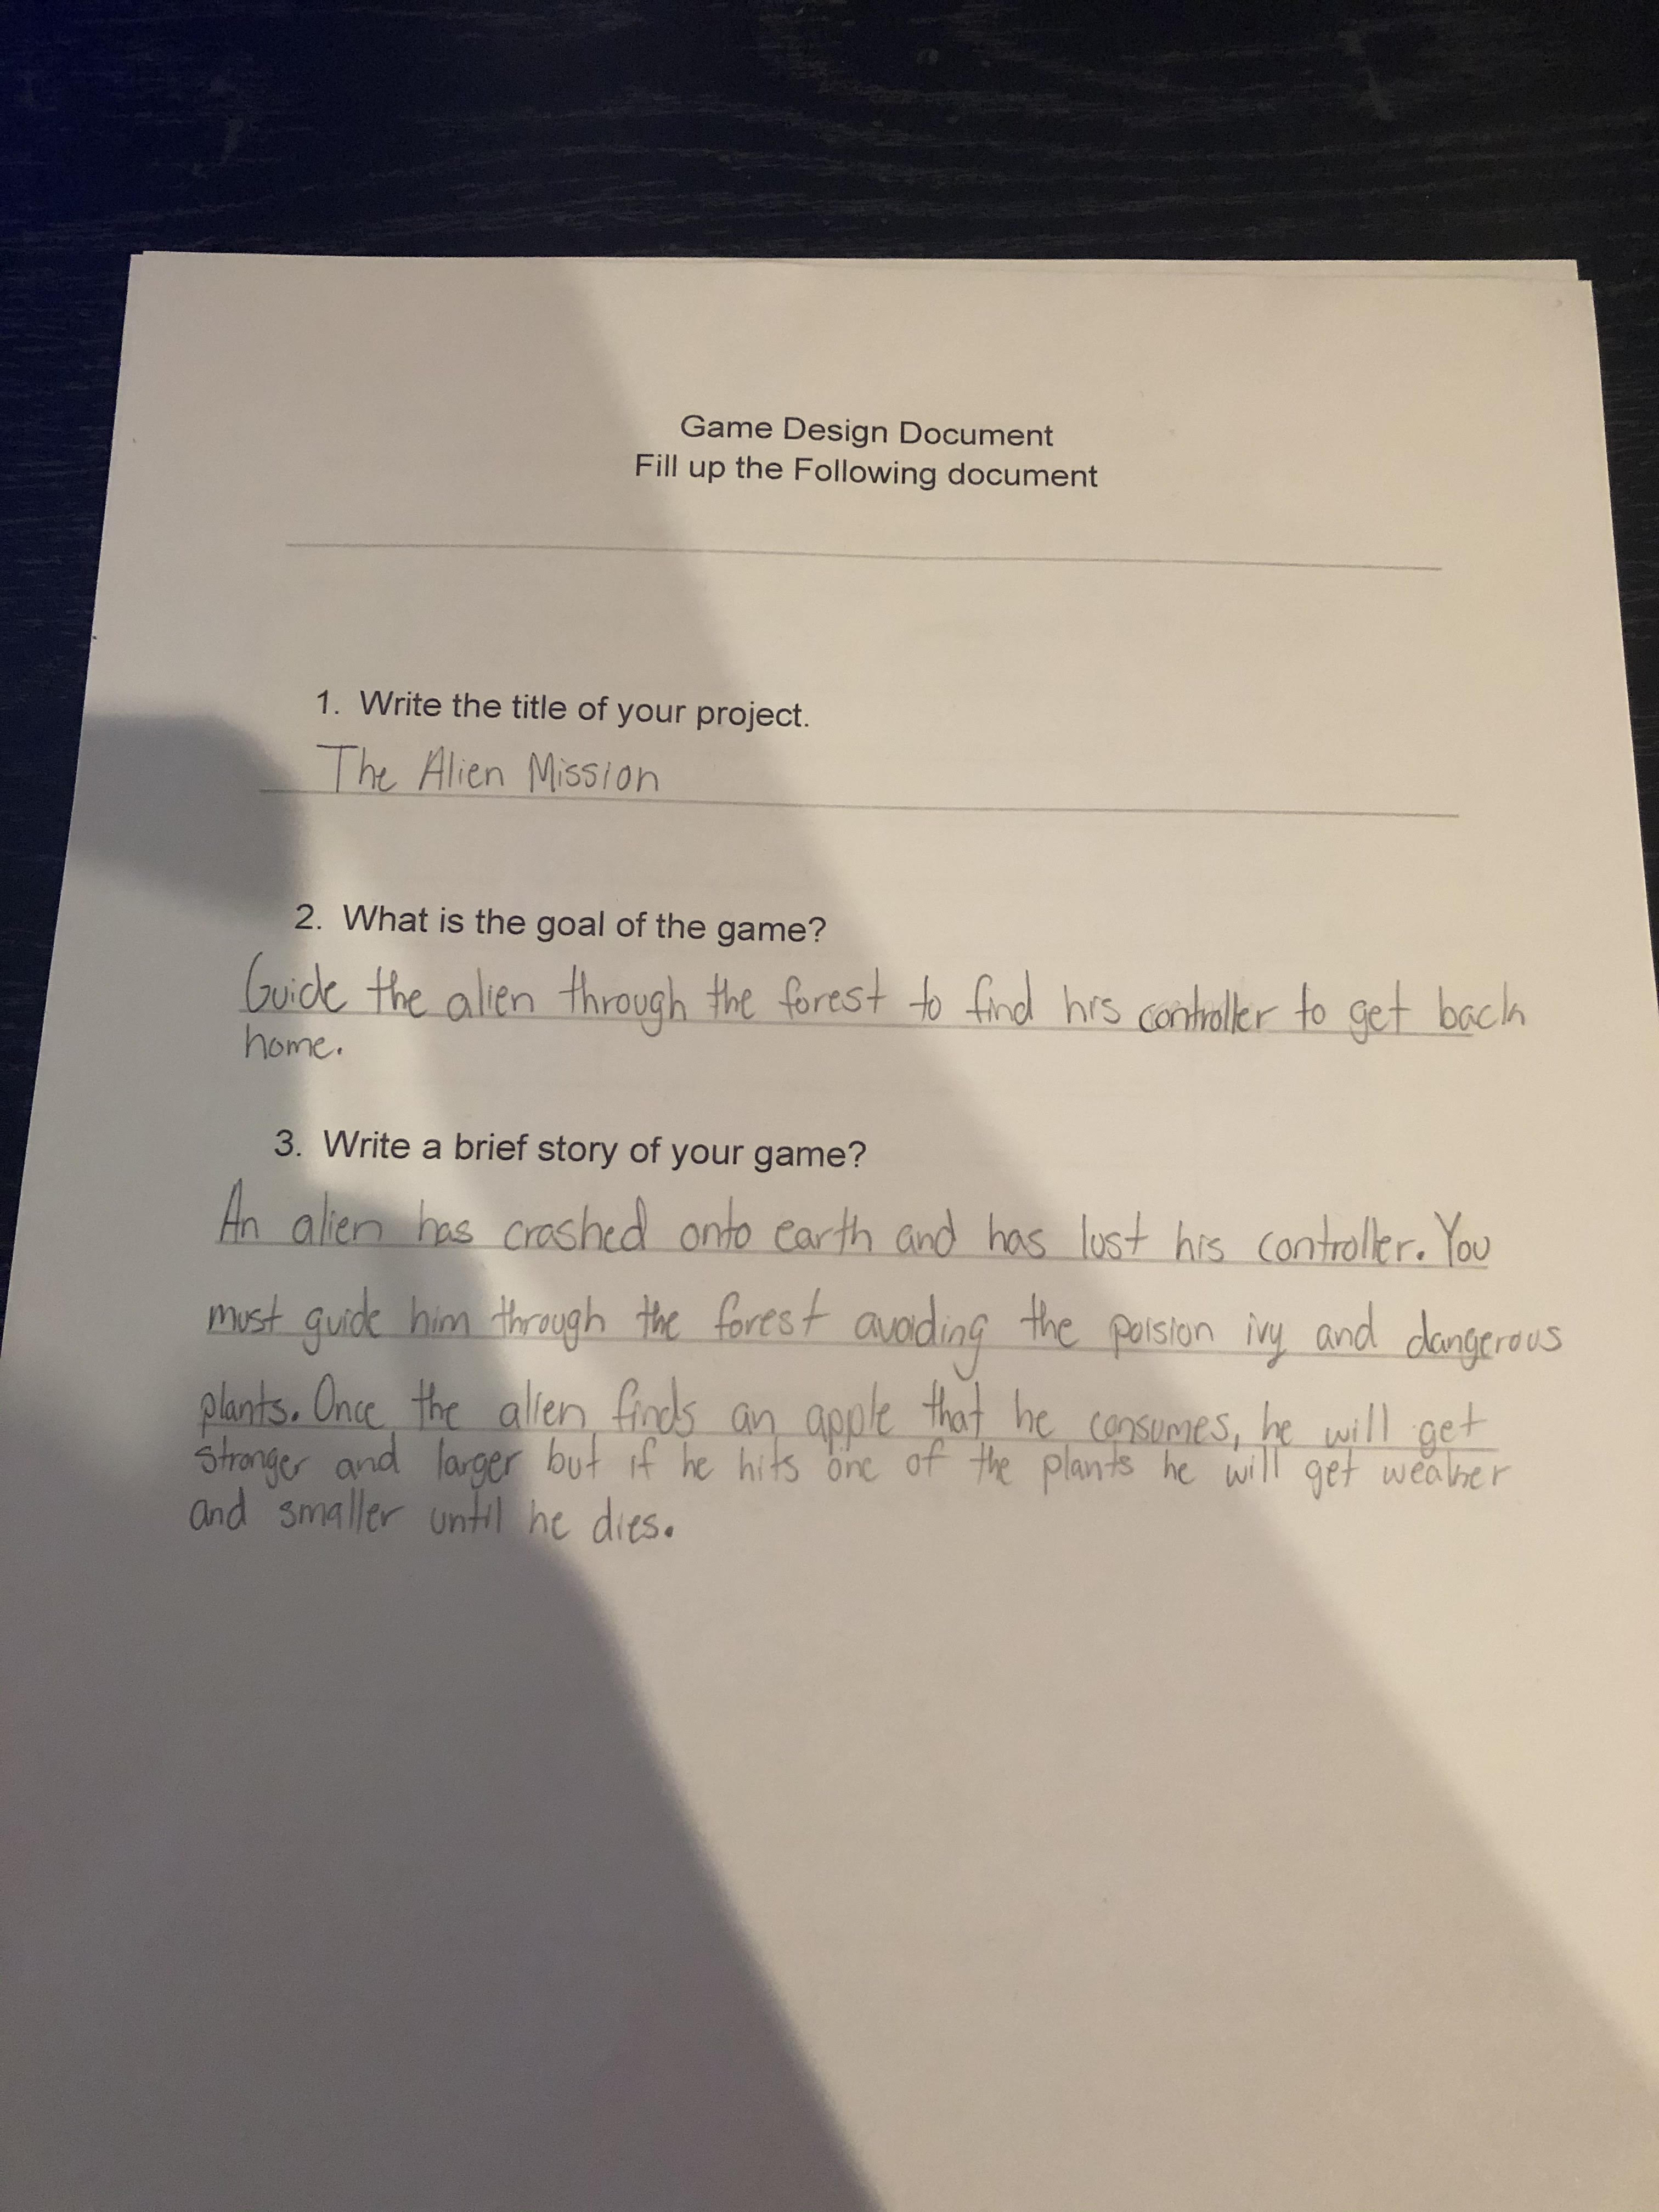 Game Design Document
Fill up the Following document
1. Write the title of your project.
The Alien Mission
2. What is the goal of the game?
Guide the alien through the forest to find his controller to get back
home.
3. Write a brief story of your game?
An alien has crashed onto earth and has lost his controller. You
must guide him through the forest avoiding the poision ivy and dangerous
plants. Once the alien finds an apple that he consumes, he will get
stronger and larger but if he hits one of the plants he will get weaker
and smaller until he dies.